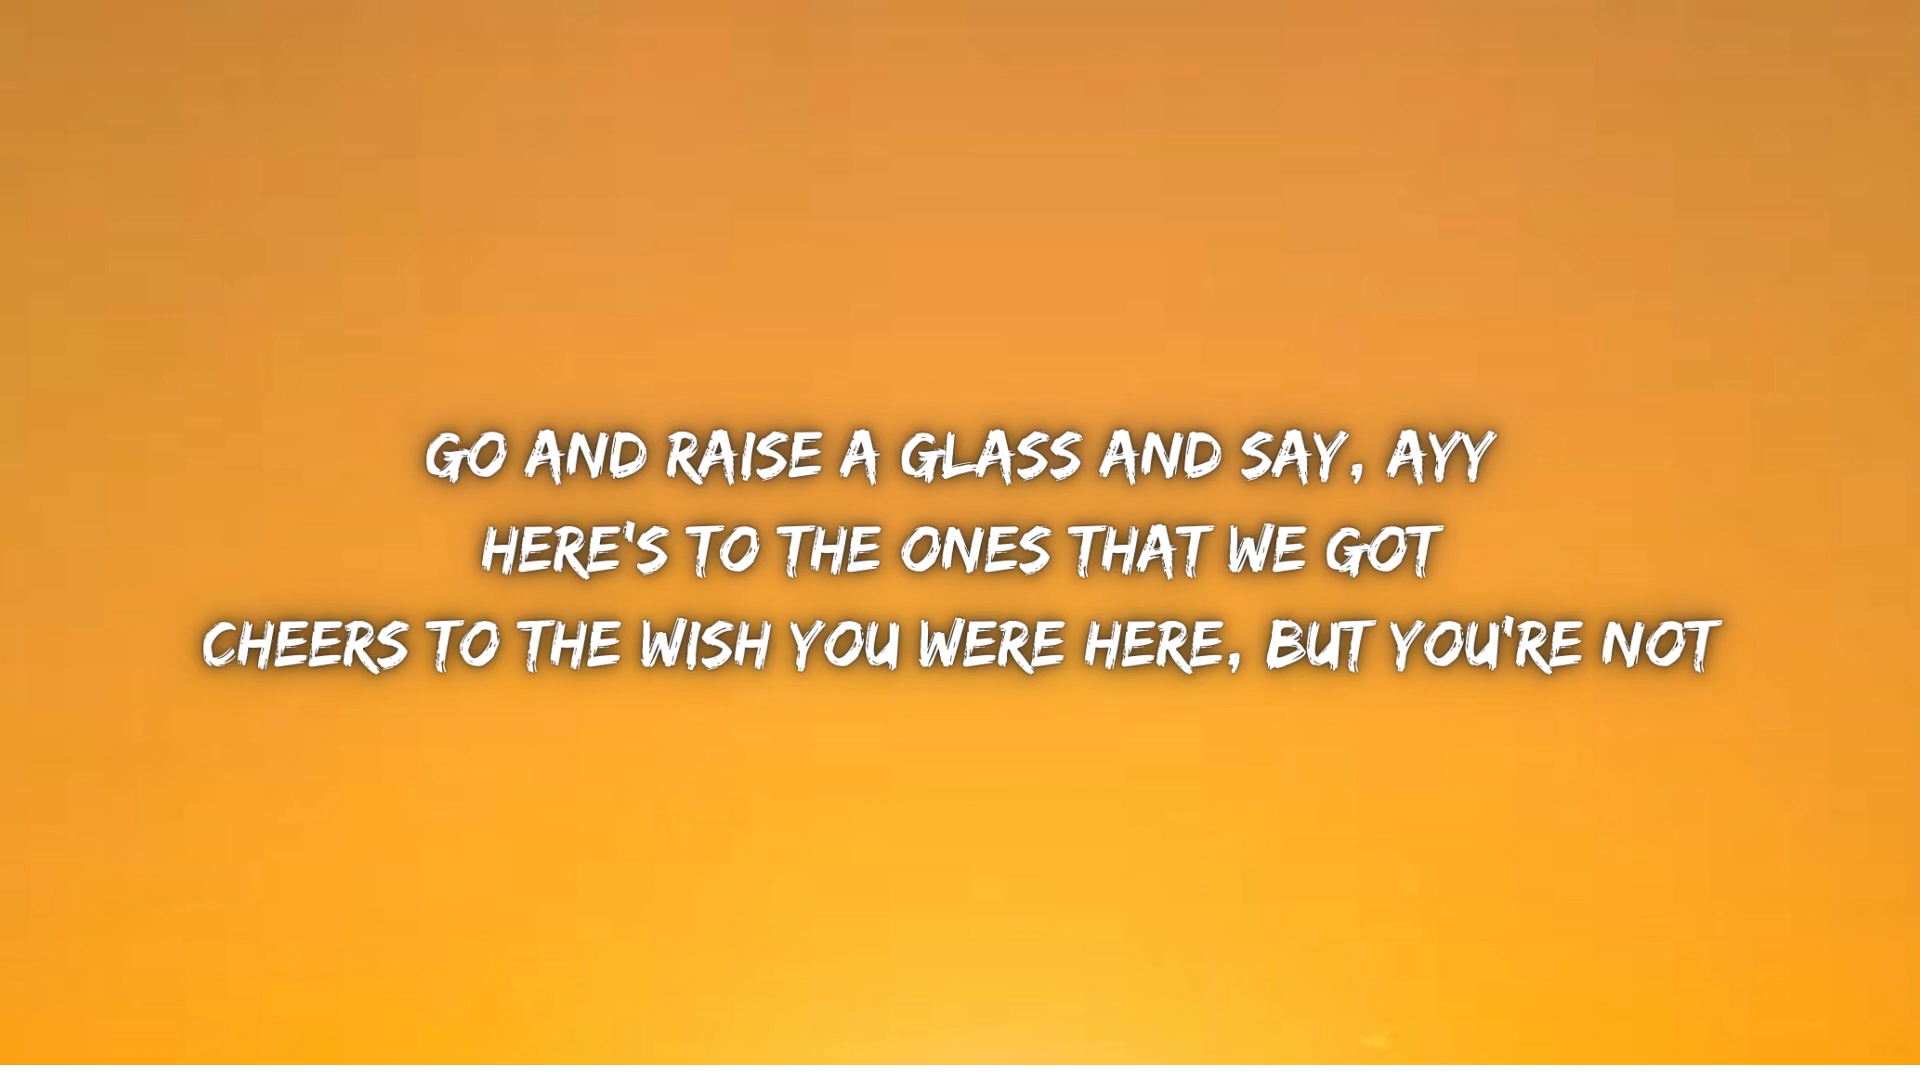 GO AND RAISE A GLASS AND SAY, AYY
HERE'S TO THE ONES THAT WE GOT
CHEERS TO THE WISH YOU WERE HERE, BUT YOU'RE NOT